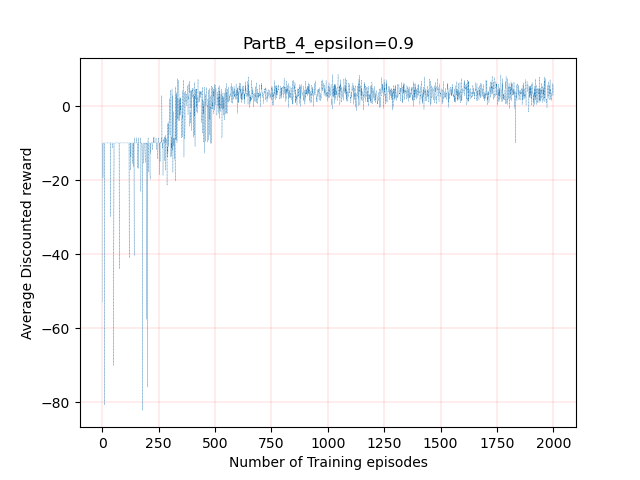 PartB_4_epsilon=0.9
Average Discounted reward
0
−20
−40
−60
−80
0 250 500 750 1000 1250 1500 1750 2000
Number of Training episodes